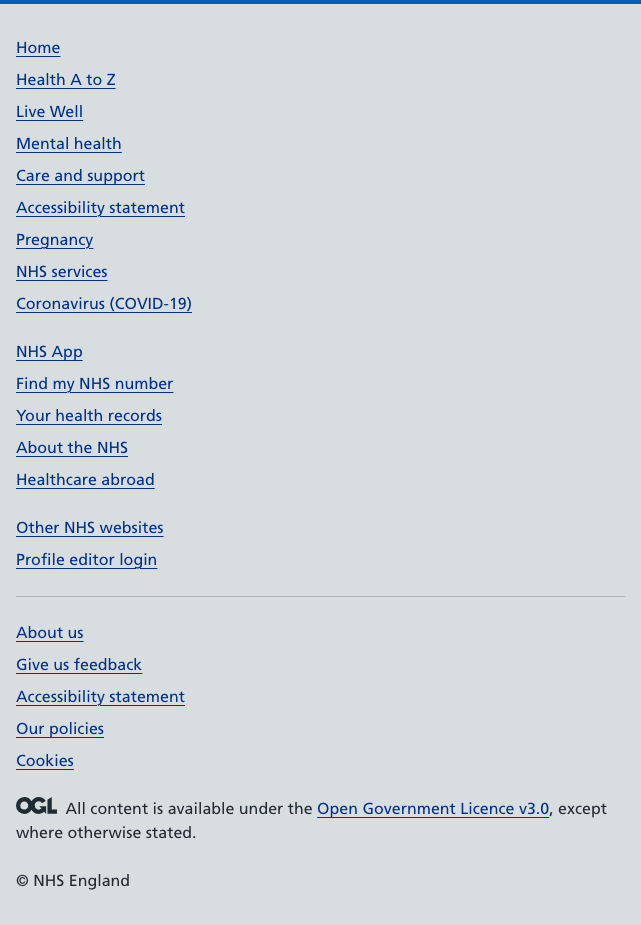 Home
Health A to Z
Live Well
Mental health
Care and support
Accessibility statement
Pregnancy
NHS services
Coronavirus (COVID-19)
NHS App
Find my NHS number
Your health records
About the NHS
Healthcare abroad
Other NHS websites
Profile editor login
About us
Give us feedback
Accessibility statement
Our policies
Cookies
OGL All content is available under the Open Government Licence v3.0, except
where otherwise stated.
© NHS England